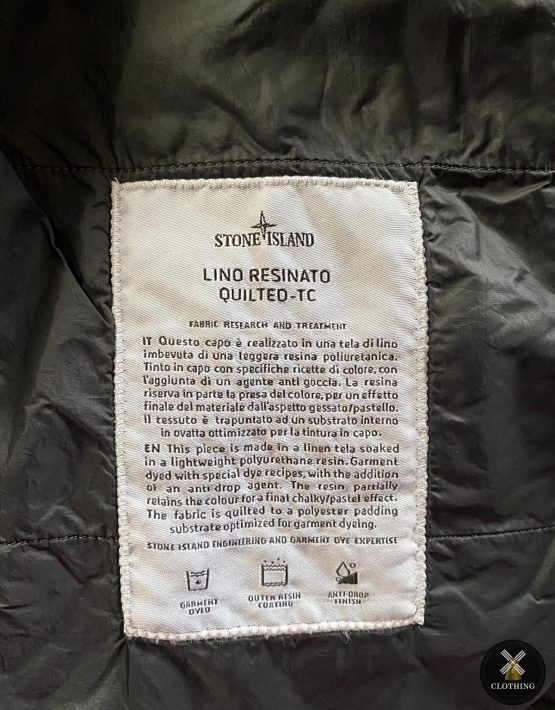 STONE ISLAND
LINO RESINATO
QUILTED-TC
FABRIC RESEARCH AND TREATMENT
IT Questo capo è realizzato in una tela di lino
imbevuta di una leggera resina poliuretanica.
Tinto in capo con specifiche ricette di colore, con
l'aggiunta di un agente anti goccia. La resina
riserva in parte la presa del colore, per un effetto
finale del materiale dall'aspetto gessato/pastello.
Il tessuto è trapuntato ad un substrato interno
in ovatta ottimizzato per la tintura in capo.
EN This piece is made in a linen tela soaked
in a lightweight polyurethane resin. Garment
dyed with special dye recipes, with the addition
of an anti-drop agent. The resin partially
retains the colour for a final chalky/pastel effect.
The fabric is quilted to a polyester padding
substrate optimized for garment dyeing.
STONE ISLAND ENGINEERING AND GARMENT DYE EXPERTISE
GARMENT
DYED
OUTER RESIN
COATING
ANTI-DROP
FINISH
CLOTHING